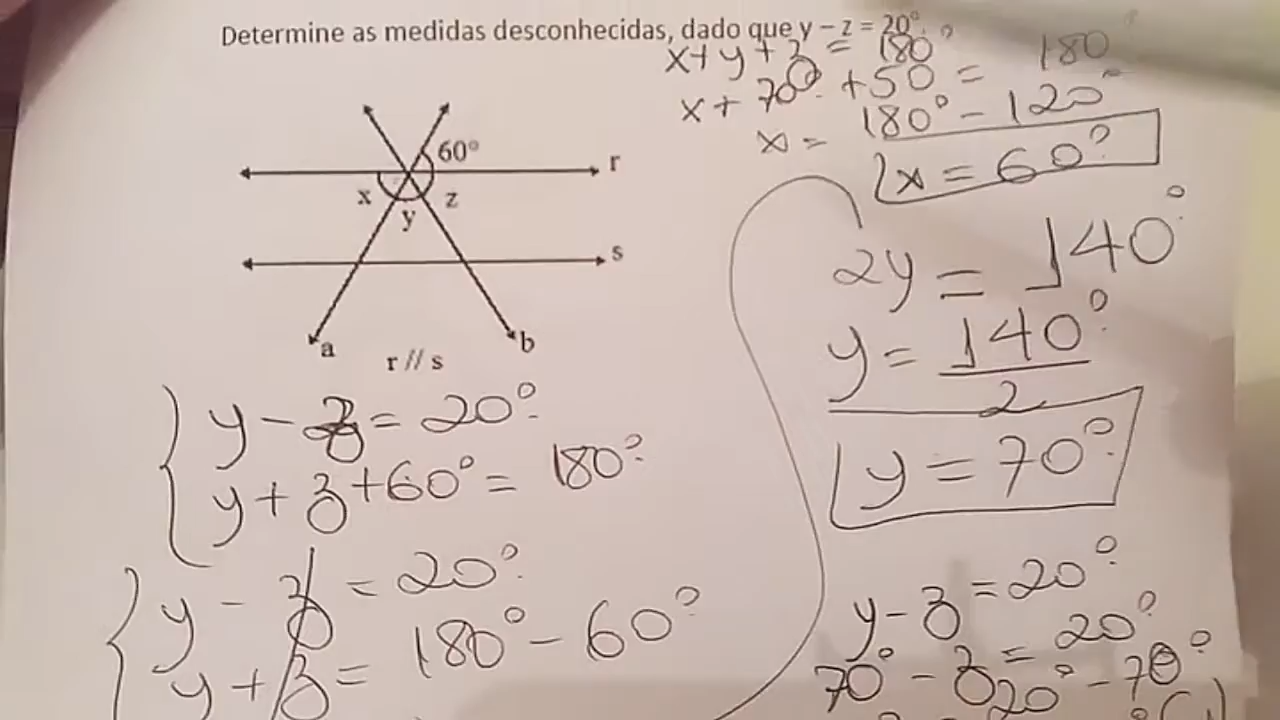 Determine as medidas desconhecidas, dado que y – z = 20°.
60°
r
x
z
y
s
a
b
r // s
y - z = 20°
y + z + 60° = 180°
y - z = 20°
y + z = 180° - 60°
x + y + z = 180°
x + 70° + 50 = 180°
x = 180° - 120°
x = 60°
2y = 140°
y = 140°
2
y = 70°
y - z = 20°
70° - z = 20°
20° - 70°